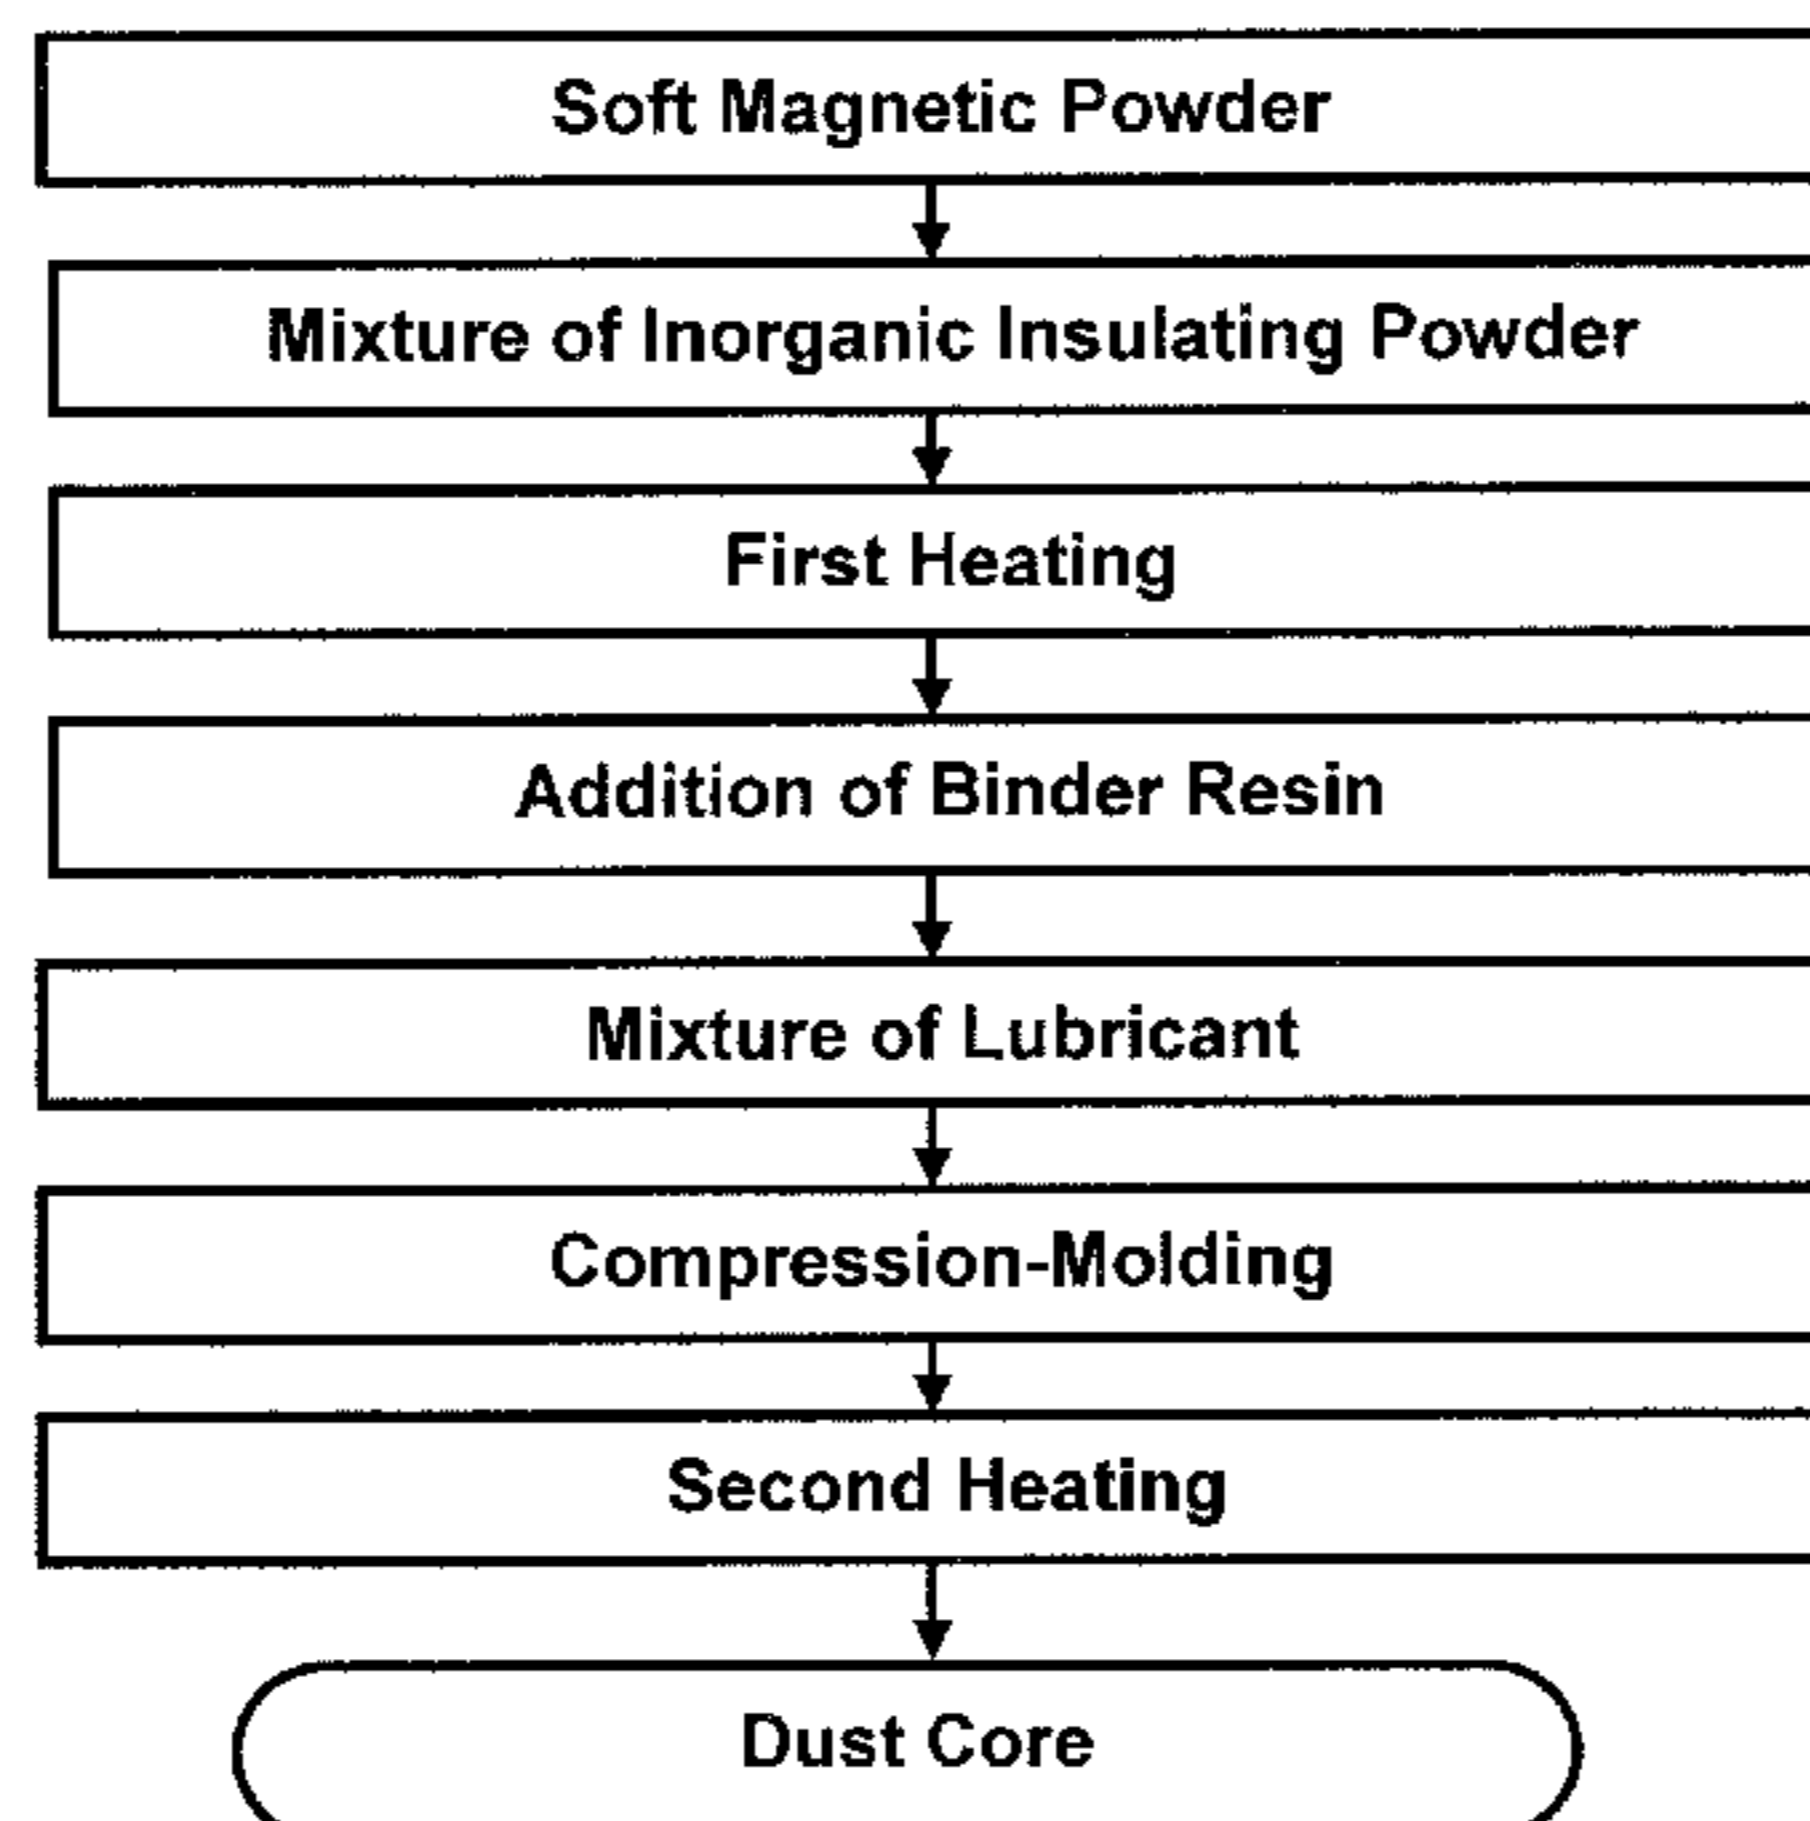 Soft Magnetic Powder
Mixture of Inorganic Insulating Powder
First Heating
Addition of Binder Resin
Mixture of Lubricant
Compression-Molding
Second Heating
Dust Core